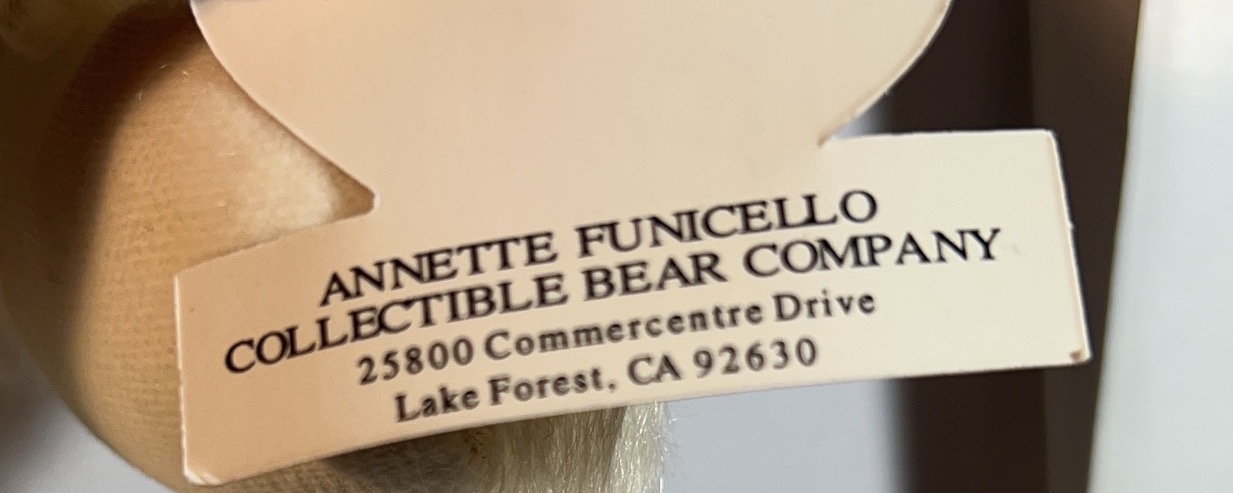 ANNETTE FUNICELLO
COLLECTIBLE BEAR COMPANY
25800 Commercentre Drive
Lake Forest, CA 92630